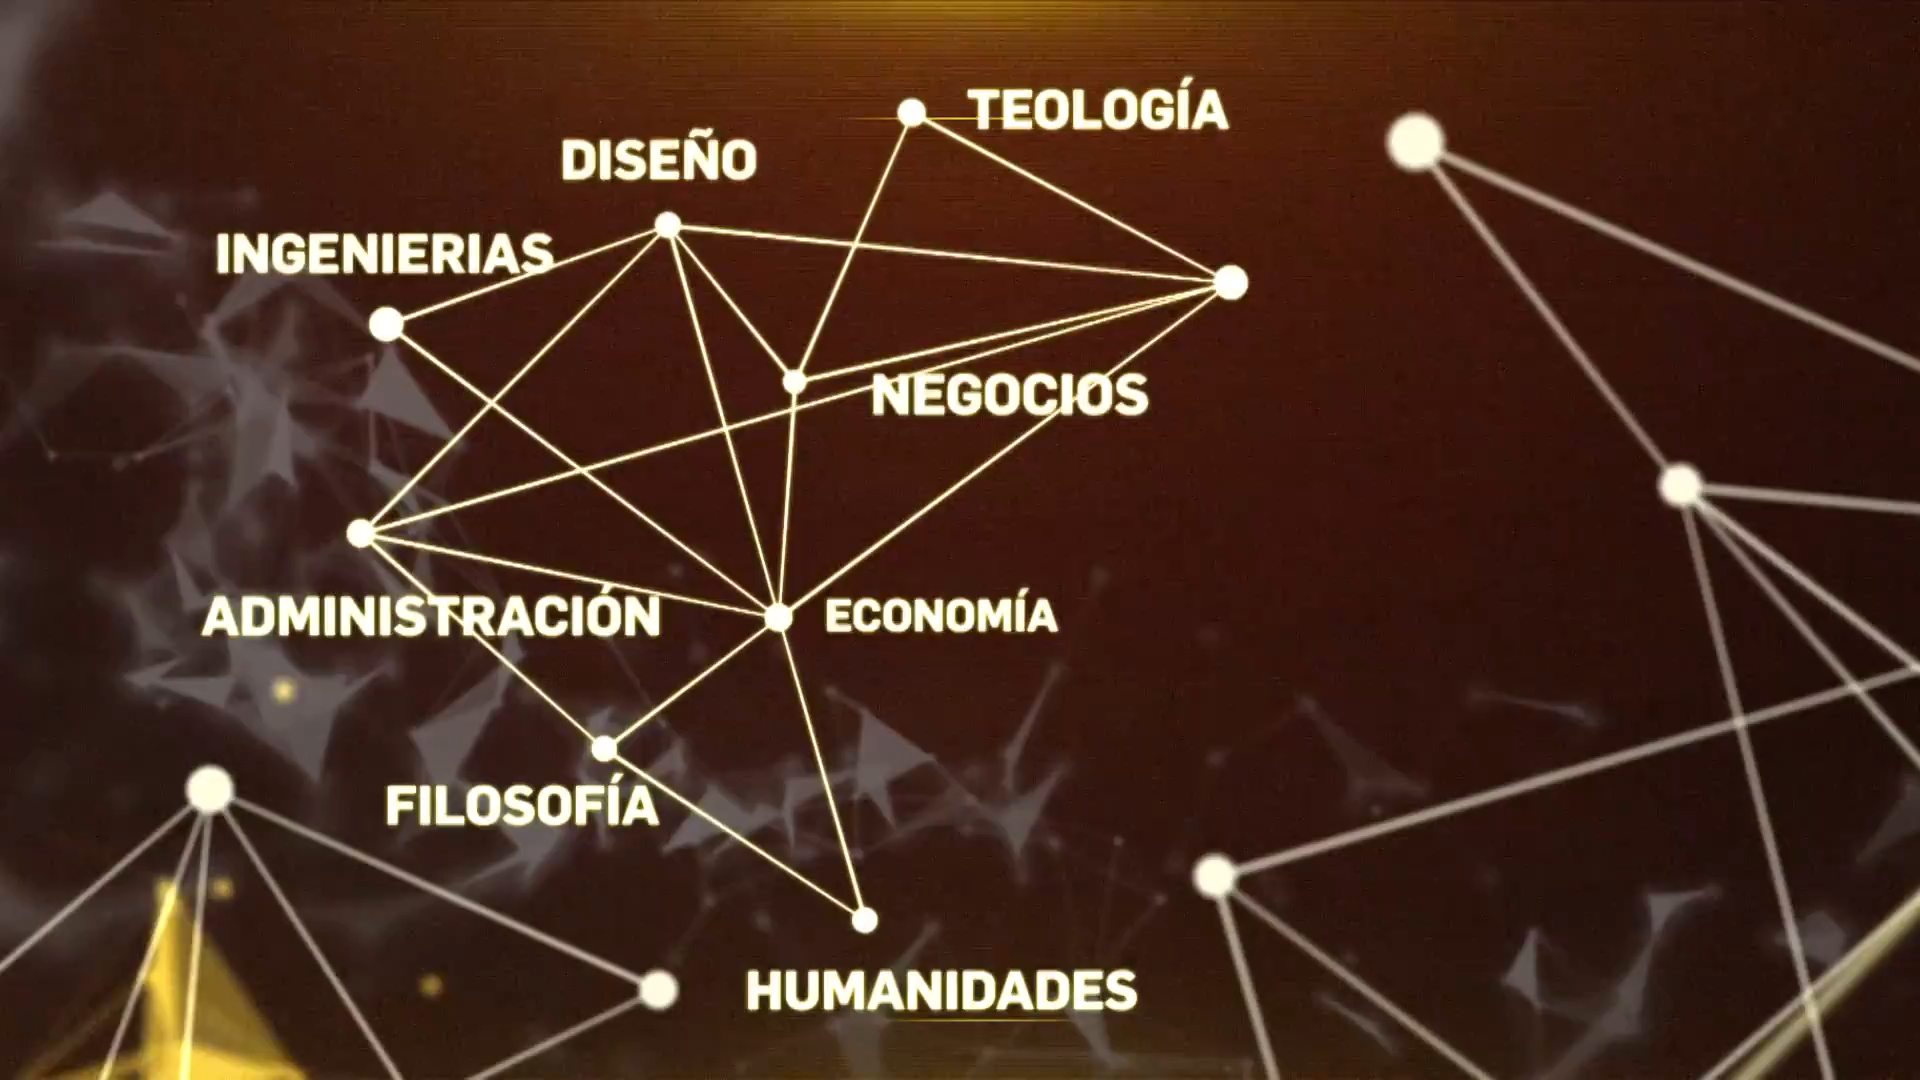 TEOLOGÍA
DISEÑO
INGENIERIAS
NEGOCIOS
ADMINISTRACIÓN
ECONOMÍA
FILOSOFÍA
HUMANIDADES